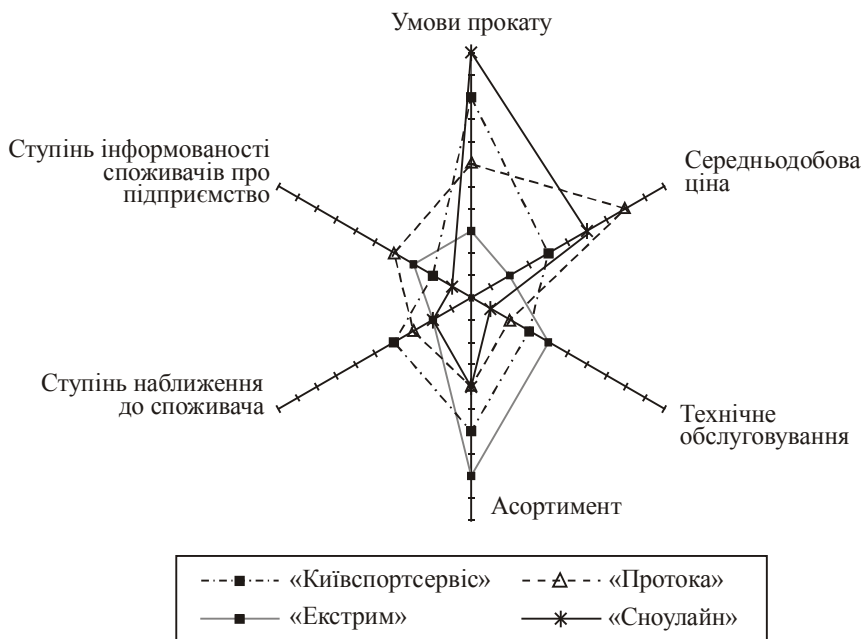 Умови прокату
Ступінь інформованості
споживачів про
підприємство
Середньодобова
ціна
Ступінь наближення
до споживача
Технічне
обслуговування
Асортимент
«Київспортсервіс»
«Протока»
«Екстрим»
«Сноулайн»